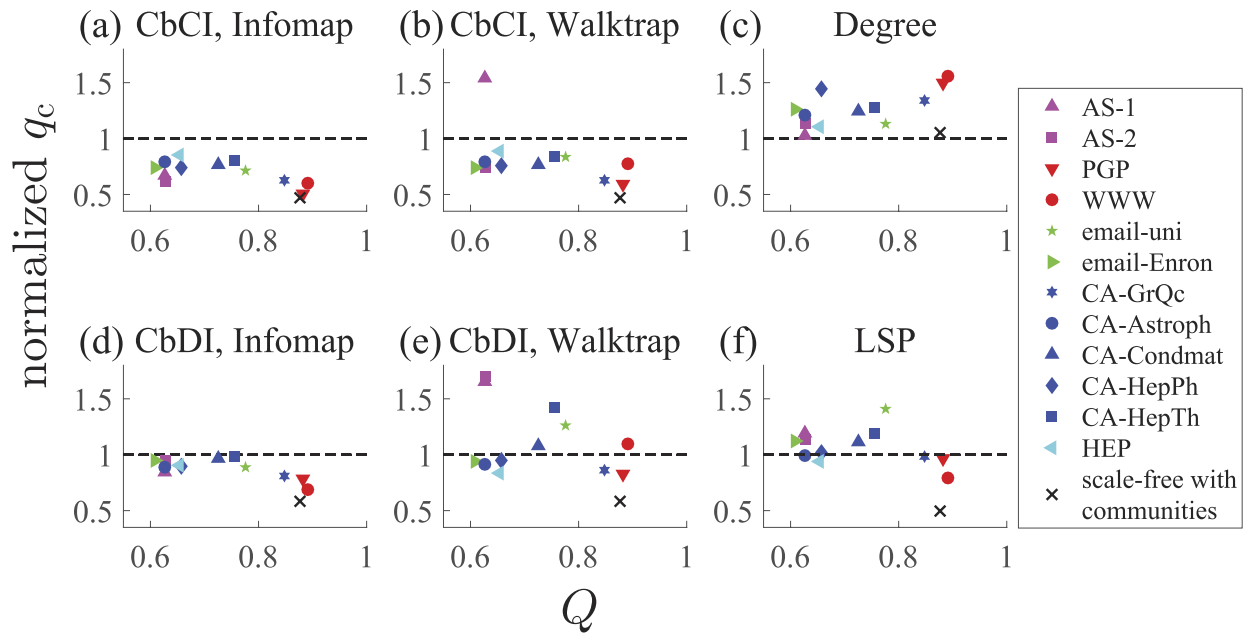 (a) CbCI, Infomap
(b) CbCI, Walktrap
(c) Degree
1.5
1
0.5
0.6
0.8
1
1.5
1
0.5
0.6
0.8
1
1.5
1
0.5
0.6
0.8
1
normalized qc
(d) CbDI, Infomap
(e) CbDI, Walktrap
(f) LSP
1.5
1
0.5
0.6
0.8
1
1.5
1
0.5
0.6
0.8
1
1.5
1
0.5
0.6
0.8
1
Q
AS-1
AS-2
PGP
WWW
email-uni
email-Enron
CA-GrQc
CA-Astroph
CA-Condmat
CA-HepPh
CA-HepTh
HEP
scale-free with
communities